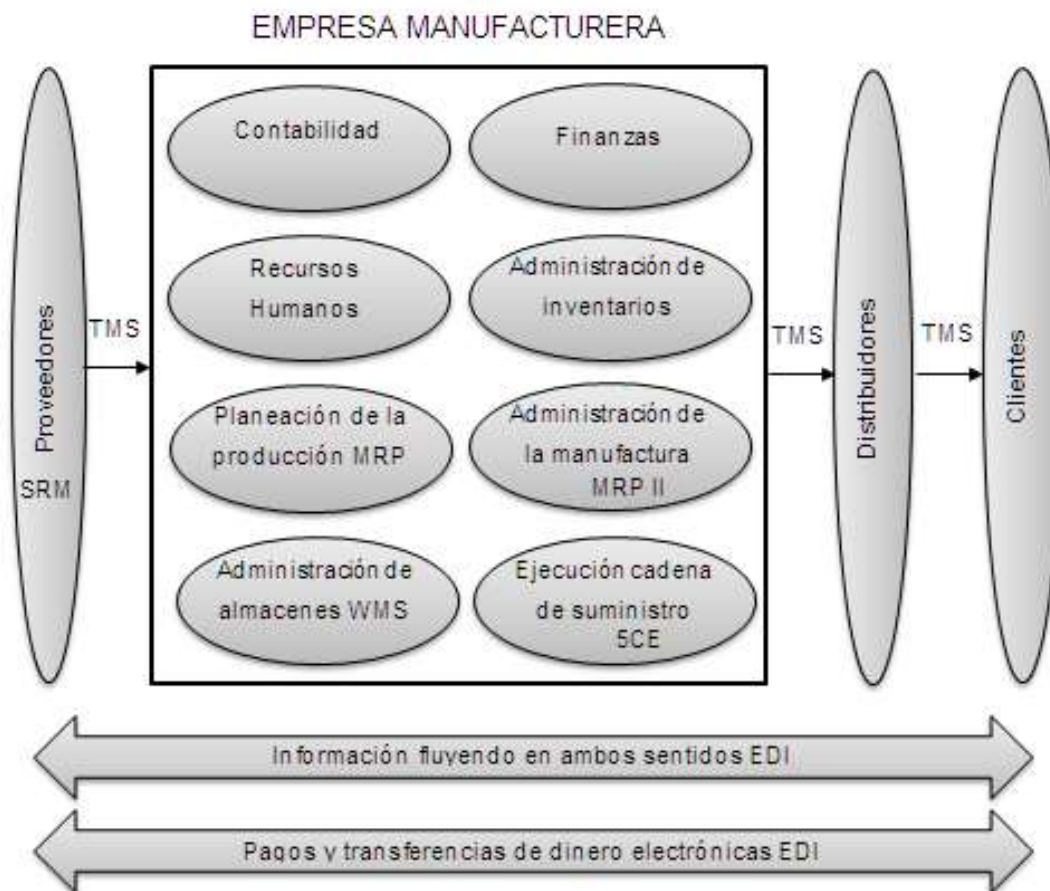 EMPRESA MANUFACTURERA
Contabilidad
Finanzas
Recursos
Humanos
Administración de
inventarios
Planeación de la
producción MRP
Administración de
la manufactura
MRP II
Administración de
almacenes WMS
Ejecución cadena
de suministro
5CE
Proveedores
SRM
TMS
TMS
Distribuidores
TMS
Clientes
Información fluyendo en ambos sentidos EDI
Pagos y transferencias de dinero electrónicas EDI